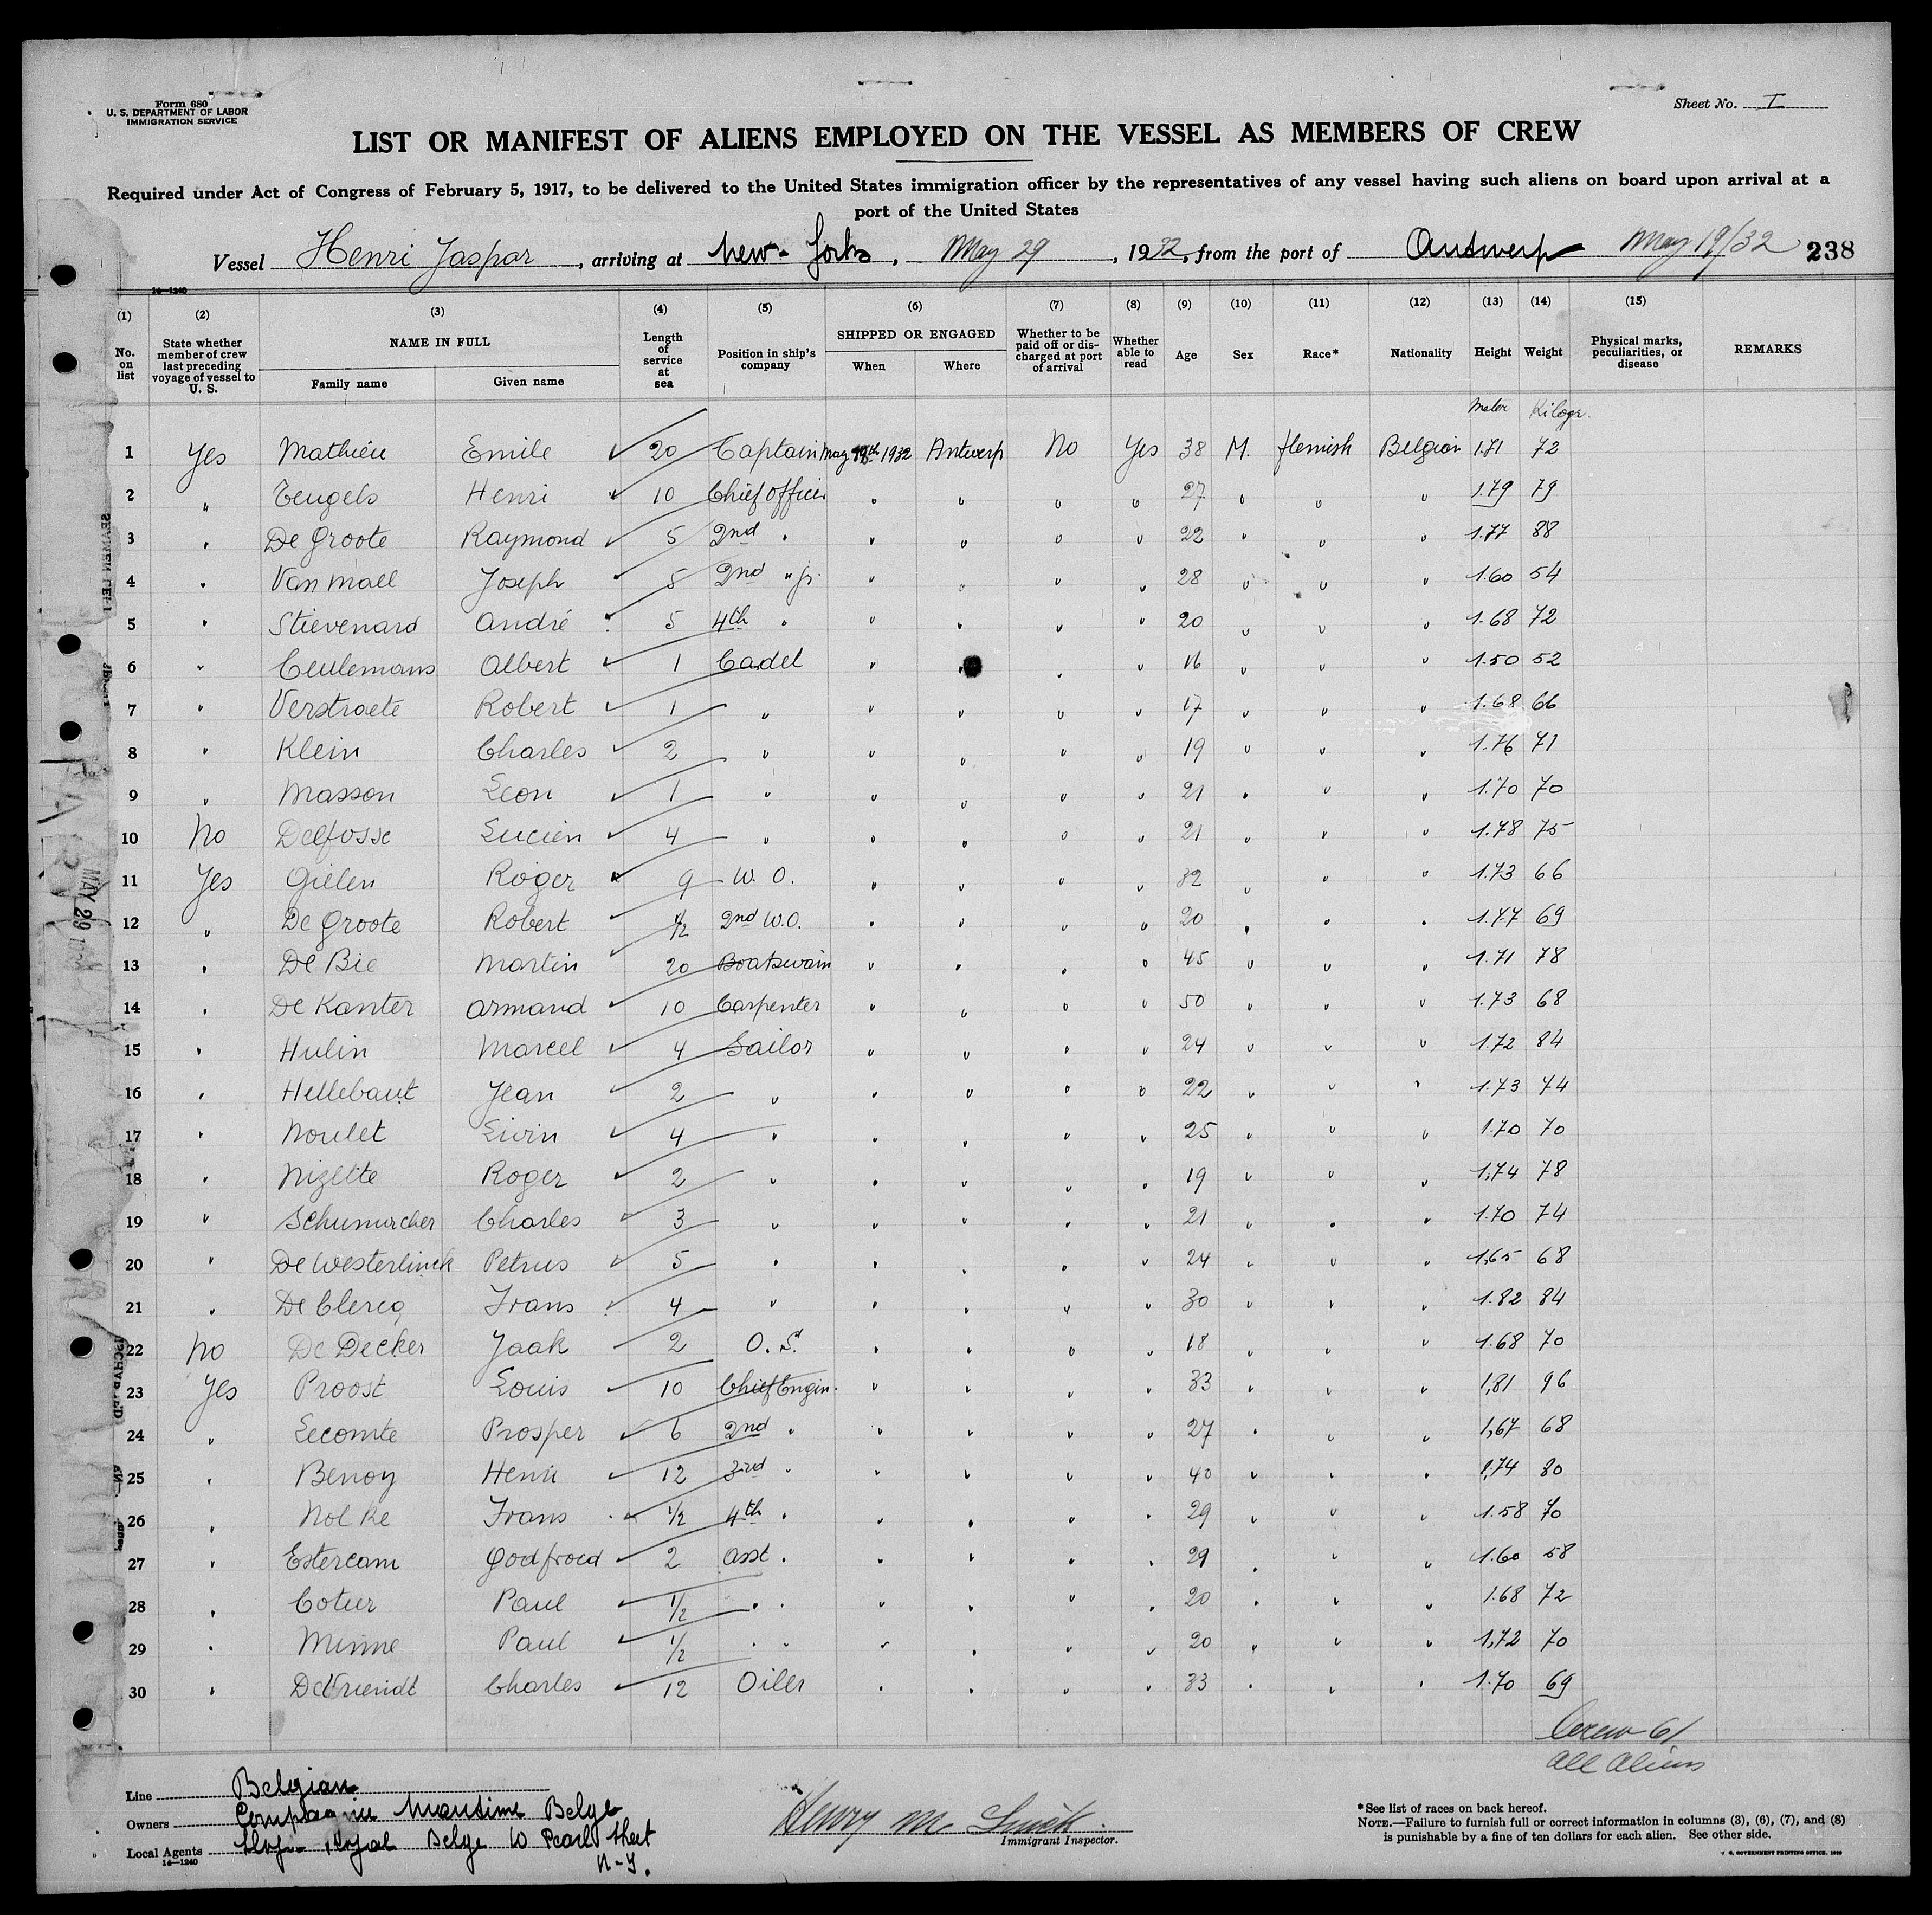 Form 680
U. S. DEPARTMENT OF LABOR
IMMIGRATION SERVICE
Sheet No. I
LIST OR MANIFEST OF ALIENS EMPLOYED ON THE VESSEL AS MEMBERS OF CREW
Required under Act of Congress of February 5, 1917, to be delivered to the United States immigration officer by the representatives of any vessel having such aliens on board upon arrival at a
port of the United States
Vessel Henri Jaspar, arriving at New-York, May 29, 1932, from the port of Antwerp May 19/32 238
14—1240
(1) (2) (3) (4) (5) (6) (7) (8) (9) (10) (11) (12) (13) (14) (15)
No. on list State whether member of crew last preceding voyage of vessel to U. S. NAME IN FULL Family name Given name Length of service at sea Position in ship's company SHIPPED OR ENGAGED When Where Whether to be paid off or discharged at port of arrival Whether able to read Age Sex Race* Nationality Height Weight Physical marks, peculiarities, or disease REMARKS
Meter Kilogr.
1 Yes Mathieu Emile 20 Captain May 1932 Antwerp No Yes 38 M. flemish Belgian 1.71 72
2 " Teugels Henri 10 Chief Officer " " " " 27 " " " 1.79 79
3 " De Groote Raymond 5 2nd " " " " " 22 " " " 1.77 88
4 " Van Mall Joseph 5 2nd " jr. " " " " 28 " " " 1.60 54
5 " Stievenard André 5 4th " " " " " 20 " " " 1.68 72
6 " Ceulemans Albert 1 Cadet " " " " 16 " " " 1.50 52
7 " Verstraete Robert 1 " " " " " 17 " " " 1.68 66
8 " Klein Charles 2 " " " " " 19 " " " 1.76 71
9 " Masson Leon 1 " " " " " 21 " " " 1.70 70
10 No Delfosse Lucien 4 " " " " " 21 " " " 1.78 75
11 Yes Gielen Roger 9 W. O. " " " " 32 " " " 1.73 66
12 " De Groote Robert 2nd W.O. " " " " 20 " " " 1.77 69
13 " De Bie Martin 20 Boatswain " " " " 45 " " " 1.71 78
14 " De Kanter Armand 10 Carpenter " " " " 50 " " " 1.73 68
15 " Hulin Marcel 4 Sailor " " " " 24 " " " 1.72 84
16 " Hellebaut Jean 2 " " " " " 22 " " " 1.73 74
17 " Noulet Livin 4 " " " " " 25 " " " 1.70 70
18 " Nizette Roger 2 " " " " " 19 " " " 1,74 78
19 " Schumacher Charles 3 " " " " " 21 " " " 1.70 74
20 " De Westerlinck Petrus 5 " " " " " 24 " " " 1,65 68
21 " De Clercq Frans 4 " " " " " 30 " " " 1.82 84
22 No De Decker Jaak 2 O. S. " " " " 18 " " " 1.68 70
23 Yes Proost Louis 10 Chief Engin. " " " " 33 " " " 1,81 96
24 " Lecomte Prosper 6 2nd " " " " " 27 " " " 1,67 68
25 " Benoy Henri 12 3rd " " " " " 40 " " " 1,74 80
26 " Nolke Frans 1/2 4th " " " " " 29 " " " 1.58 70
27 " Estercam Godfroed 2 asst " " " " " 29 " " " 1.60 58
28 " Coteur Paul 1/2 " " " " " " 20 " " " 1.68 72
29 " Minne Paul 1/2 " " " " " " 20 " " " 1,72 70
30 " De Vriendt Charles 12 Oiler " " " " 33 " " " 1.70 69
Crew 61
All Aliens
MAY 29
Line Belgian
Owners Compagnie Maritime Belge
Local Agents Royal Belge 10 Pearl Street
N-Y.
14—1240
Henry M.
Immigrant Inspector.
*See list of races on back hereof.
NOTE.—Failure to furnish full or correct information in columns (3), (6), (7), and (8)
is punishable by a fine of ten dollars for each alien. See other side.
GOVERNMENT PRINTING OFFICE